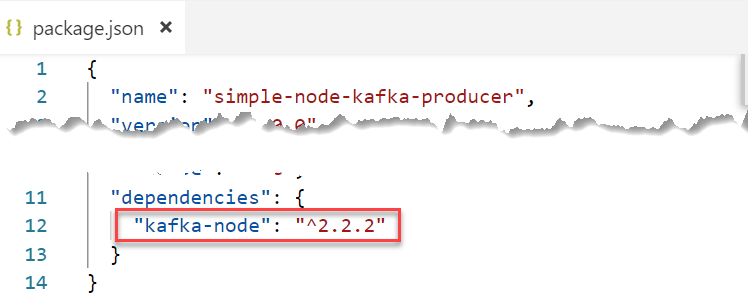 {} package.json ×
1 {
2 "name": "simple-node-kafka-producer",
"version"
11 "dependencies": {
12 "kafka-node": "^2.2.2"
13 }
14 }